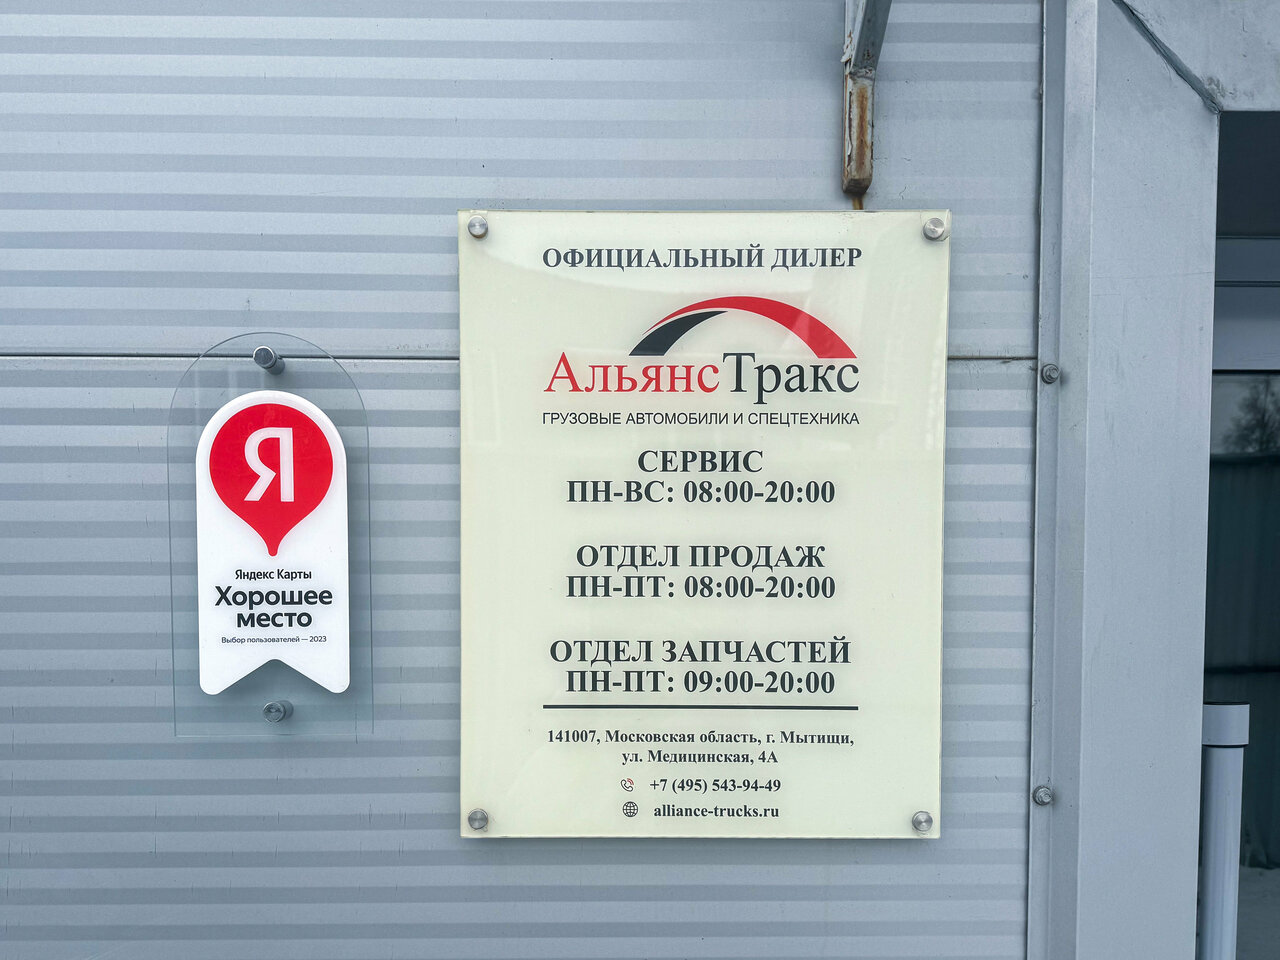 Я
Яндекс Карты
Хорошее
место
Выбор пользователей — 2023
ОФИЦИАЛЬНЫЙ ДИЛЕР
АльянсТракс
ГРУЗОВЫЕ АВТОМОБИЛИ И СПЕЦТЕХНИКА
СЕРВИС
ПН-ВС: 08:00-20:00
ОТДЕЛ ПРОДАЖ
ПН-ПТ: 08:00-20:00
ОТДЕЛ ЗАПЧАСТЕЙ
ПН-ПТ: 09:00-20:00
141007, Московская область, г. Мытищи,
ул. Медицинская, 4А
+7 (495) 543-94-49
alliance-trucks.ru